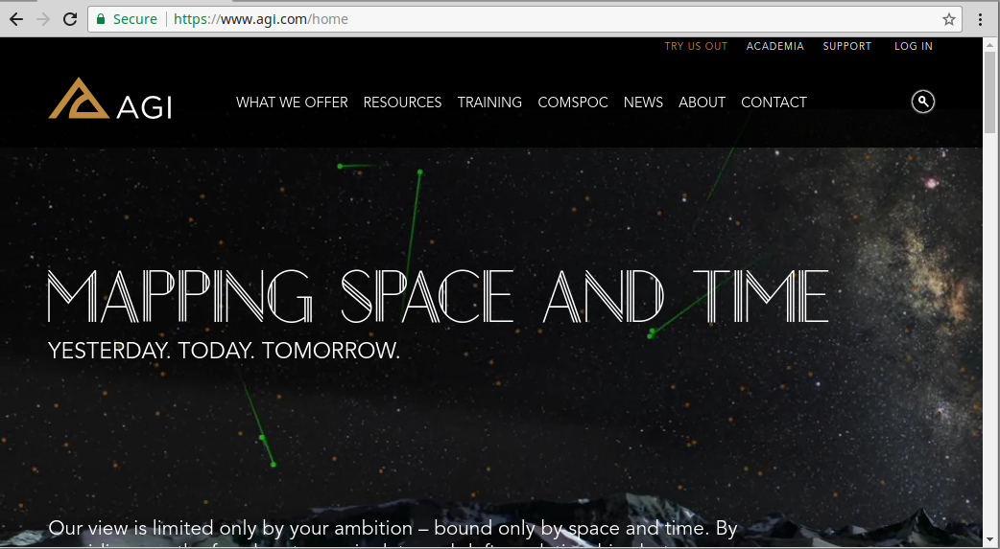 Secure https://www.agi.com/home
TRY US OUT ACADEMIA SUPPORT LOG IN
AGI WHAT WE OFFER RESOURCES TRAINING COMSPOC NEWS ABOUT CONTACT
MAPPING SPACE AND TIME
YESTERDAY. TODAY. TOMORROW.
Our view is limited only by your ambition – bound only by space and time. By